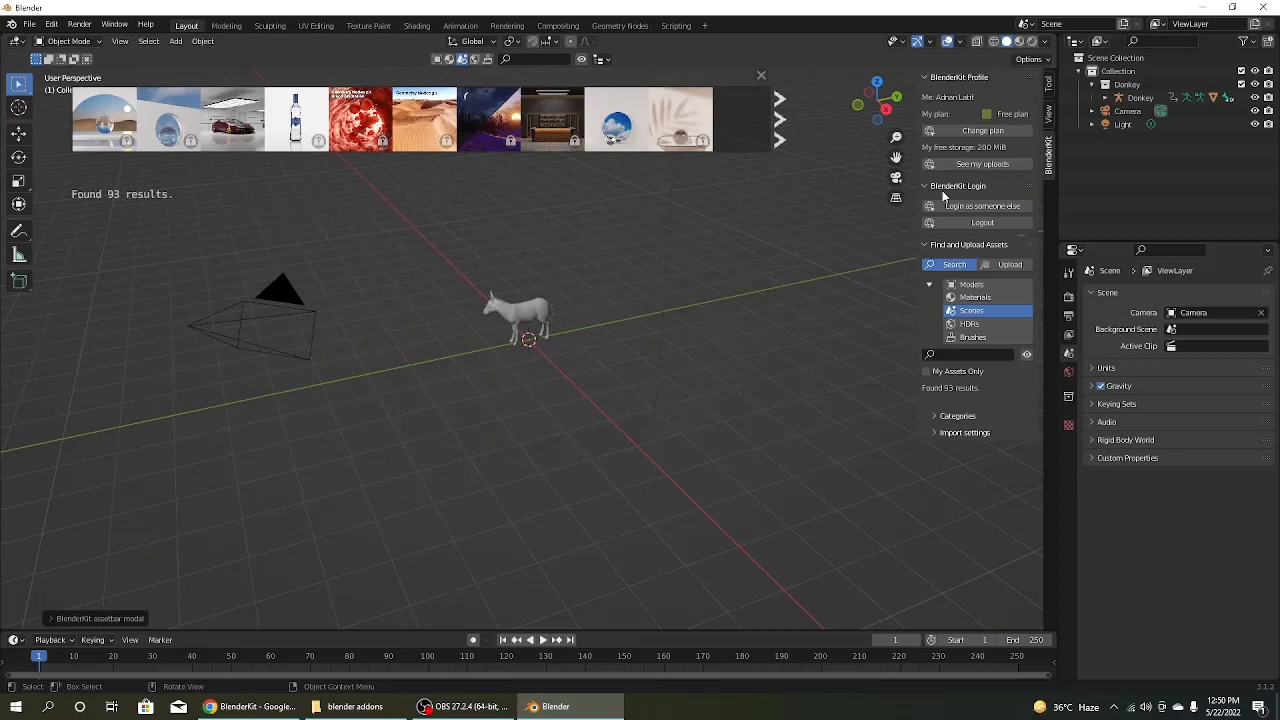 Blender
File Edit Render Window Help Layout Modeling Sculpting UV Editing Texture Paint Shading Animation Rendering Compositing Geometry Nodes Scripting + Scene ViewLayer
Object Mode View Select Add Object Global
Options
User Perspective
(1) Colle
Found 93 results.
BlenderKit Profile
Me: Adnan Latif
My plan: Free plan
Change plan
My free storage: 200 MiB
See my uploads
BlenderKit Login
Login as someone else
Logout
Find and Upload Assets
Search Upload
Models
Materials
Scenes
HDRs
Brushes
My Assets Only
Found 93 results.
Categories
Import settings
Tool
View
BlenderKit
Z
Y
X
Scene Collection
Collection
Donkey
Donkey
Camera
Light
Scene ViewLayer
Scene
Camera Camera
Background Scene
Active Clip
Units
Gravity
Keying Sets
Audio
Rigid Body World
Custom Properties
BlenderKit assetbar modal
Playback Keying View Marker 1 Start 1 End 250
1 10 20 30 40 50 60 70 80 90 100 110 120 130 140 150 160 170 180 190 200 210 220 230 240 250
Select Box Select Rotate View Object Context Menu 3.1.2
BlenderKit - Google... blender addons OBS 27.2.4 (64-bit, ... Blender 36°C Haze 12:50 PM
5/22/2022